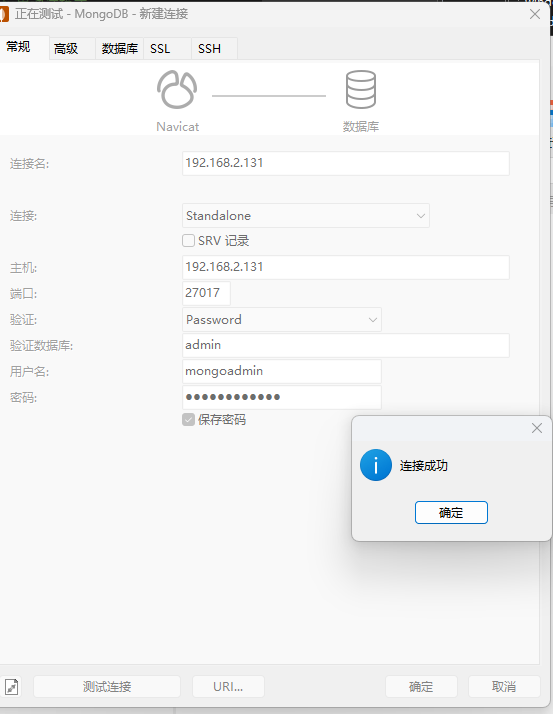 正在测试 - MongoDB - 新建连接
常规 高级 数据库 SSL SSH
Navicat 数据库
连接名: 192.168.2.131
连接: Standalone
SRV 记录
主机: 192.168.2.131
端口: 27017
验证: Password
验证数据库: admin
用户名: mongoadmin
密码: ●●●●●●●●●●●●
保存密码
连接成功
确定
测试连接 URI... 确定 取消